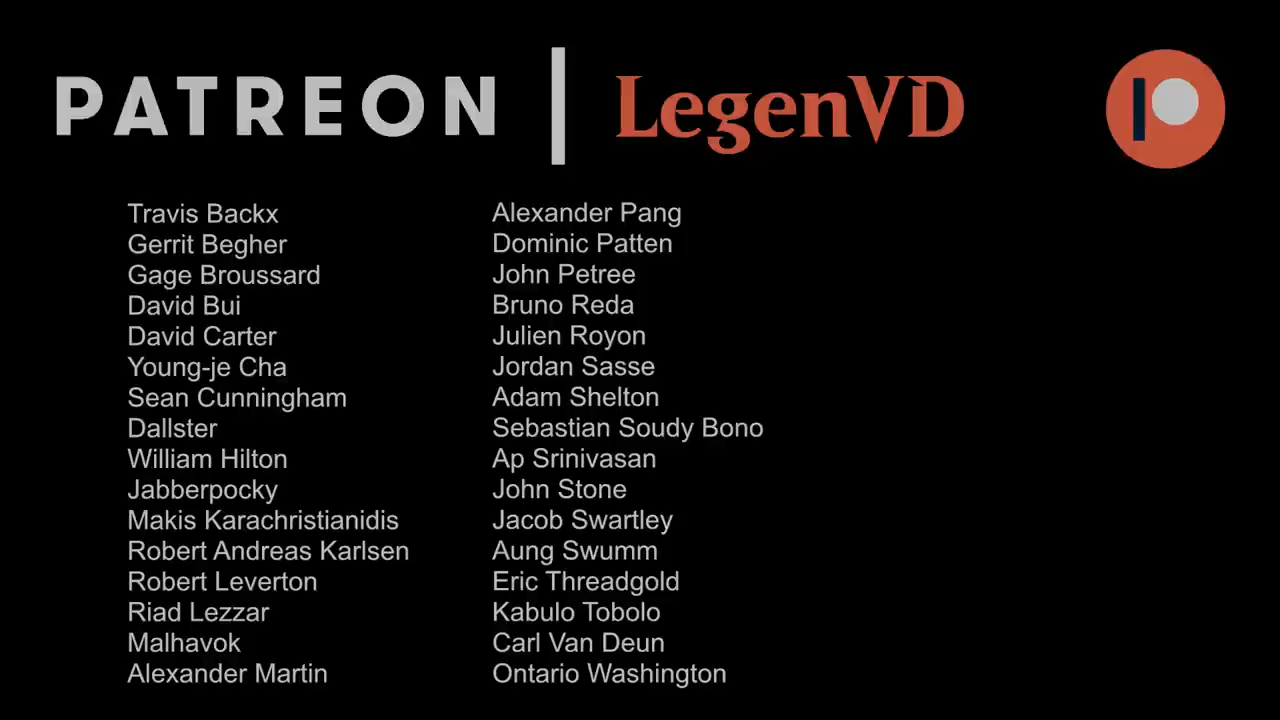 PATREON | LegenVD
Travis Backx
Gerrit Begher
Gage Broussard
David Bui
David Carter
Young-je Cha
Sean Cunningham
Dallster
William Hilton
Jabberpocky
Makis Karachristianidis
Robert Andreas Karlsen
Robert Leverton
Riad Lezzar
Malhavok
Alexander Martin
Alexander Pang
Dominic Patten
John Petree
Bruno Reda
Julien Royon
Jordan Sasse
Adam Shelton
Sebastian Soudy Bono
Ap Srinivasan
John Stone
Jacob Swartley
Aung Swumm
Eric Threadgold
Kabulo Tobolo
Carl Van Deun
Ontario Washington